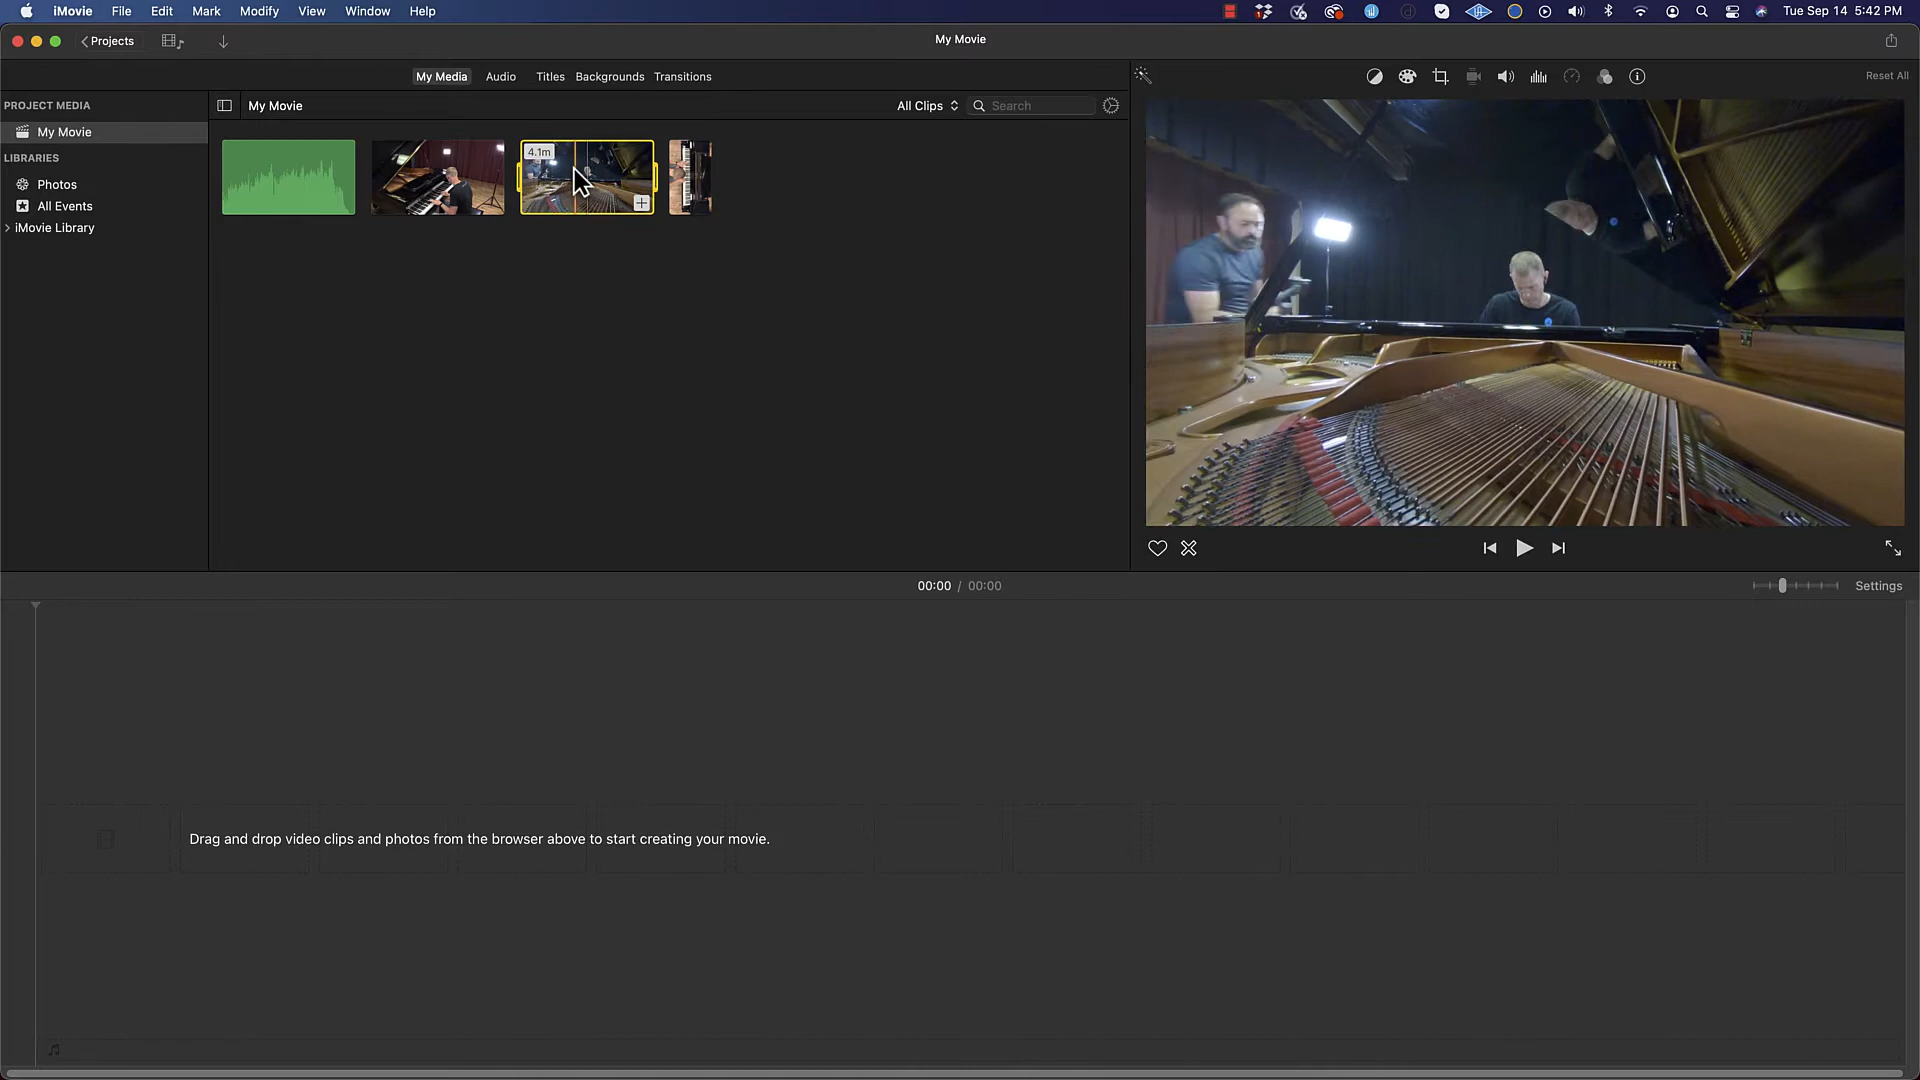 iMovie File Edit Mark Modify View Window Help
1
Tue Sep 14 5:42 PM
Projects
My Movie
My Media Audio Titles Backgrounds Transitions
Reset All
PROJECT MEDIA
My Movie
All Clips
Search
My Movie
LIBRARIES
Photos
All Events
iMovie Library
4.1m
00:00 / 00:00
Settings
Drag and drop video clips and photos from the browser above to start creating your movie.